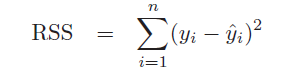 RSS = \sum_{i=1}^{n} (y_i - \hat{y}_i)^2